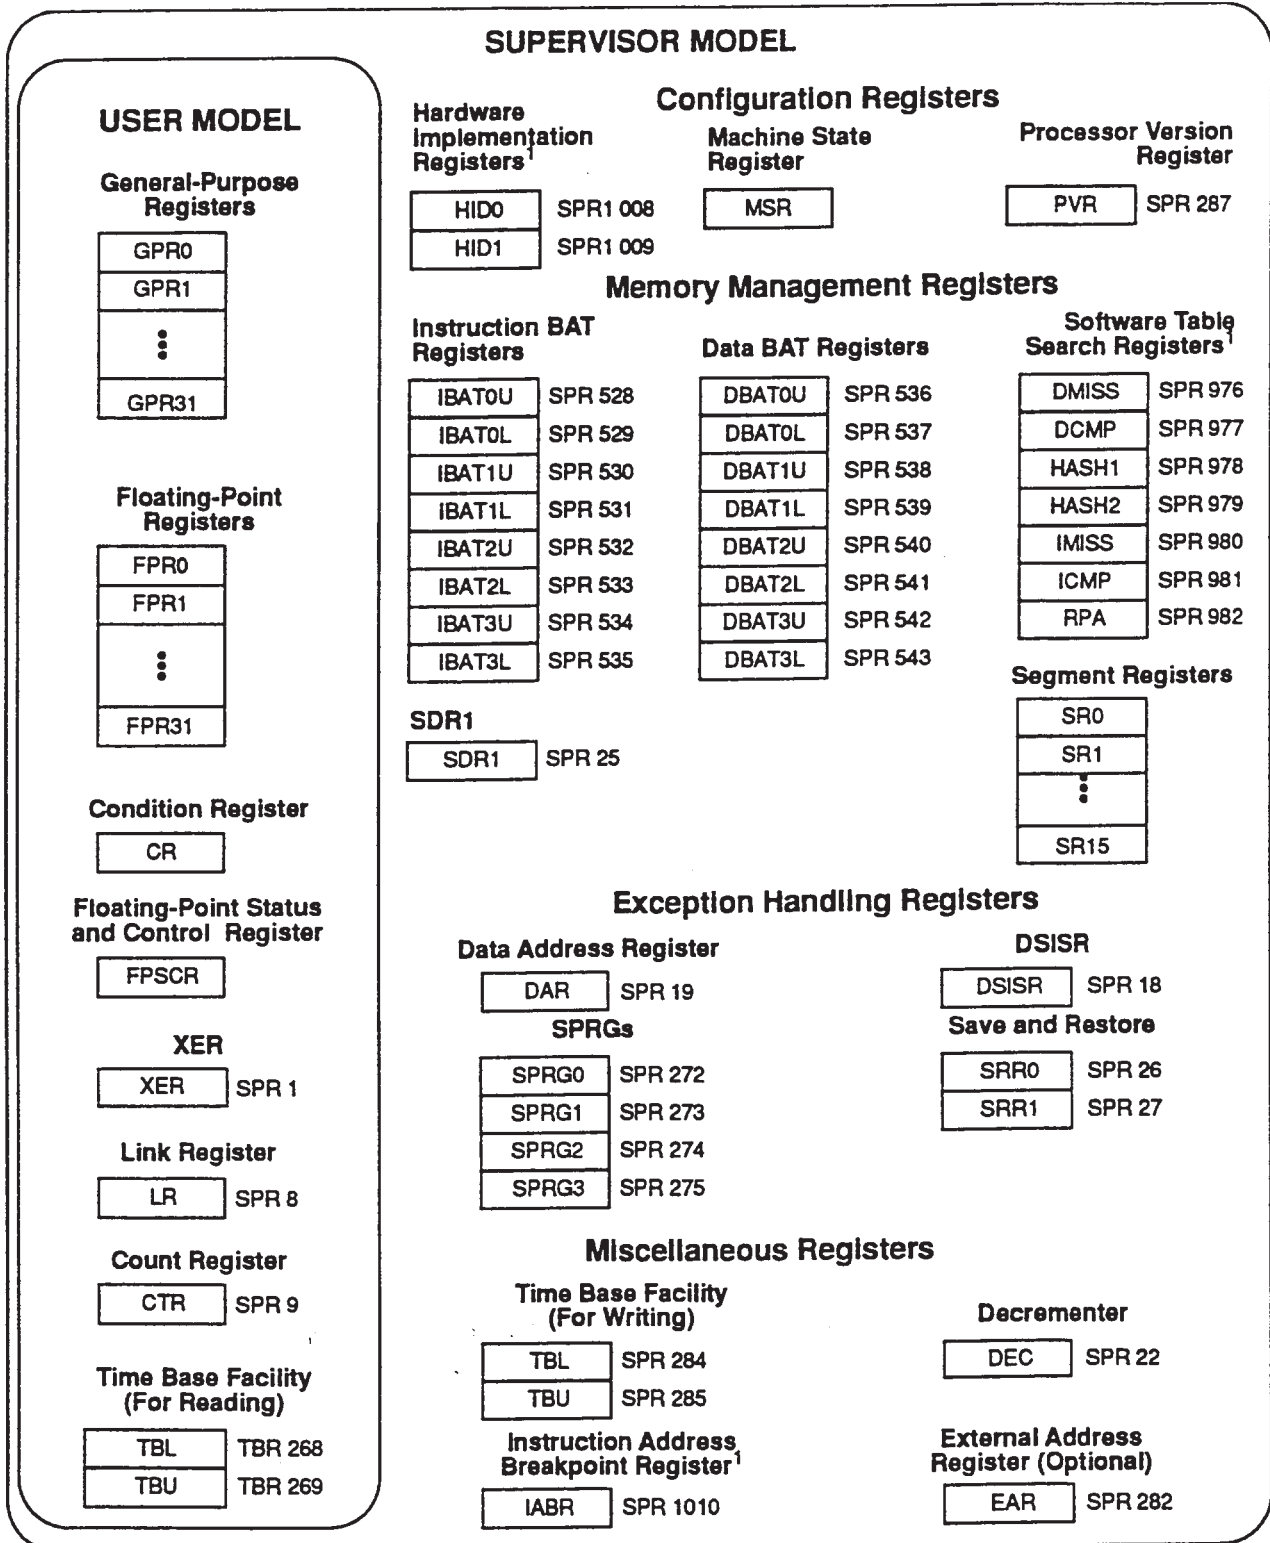 SUPERVISOR MODEL
USER MODEL
General-Purpose
Registers
GPR0
GPR1
GPR31
Floating-Point
Registers
FPR0
FPR1
FPR31
Condition Register
CR
Floating-Point Status
and Control Register
FPSCR
XER
XER SPR 1
Link Register
LR SPR 8
Count Register
CTR SPR 9
Time Base Facility
(For Reading)
TBL TBR 268
TBU TBR 269
Configuration Registers
Hardware
Implementation
Registers¹
HID0 SPR1 008
HID1 SPR1 009
Machine State
Register
MSR
Processor Version
Register
PVR SPR 287
Memory Management Registers
Instruction BAT
Registers
IBAT0U SPR 528
IBAT0L SPR 529
IBAT1U SPR 530
IBAT1L SPR 531
IBAT2U SPR 532
IBAT2L SPR 533
IBAT3U SPR 534
IBAT3L SPR 535
Data BAT Registers
DBAT0U SPR 536
DBAT0L SPR 537
DBAT1U SPR 538
DBAT1L SPR 539
DBAT2U SPR 540
DBAT2L SPR 541
DBAT3U SPR 542
DBAT3L SPR 543
Software Table
Search Registers¹
DMISS SPR 976
DCMP SPR 977
HASH1 SPR 978
HASH2 SPR 979
IMISS SPR 980
ICMP SPR 981
RPA SPR 982
SDR1
SDR1 SPR 25
Segment Registers
SR0
SR1
SR15
Exception Handling Registers
Data Address Register
DAR SPR 19
DSISR
DSISR SPR 18
SPRGs
SPRG0 SPR 272
SPRG1 SPR 273
SPRG2 SPR 274
SPRG3 SPR 275
Save and Restore
SRR0 SPR 26
SRR1 SPR 27
Miscellaneous Registers
Time Base Facility
(For Writing)
TBL SPR 284
TBU SPR 285
Decrementer
DEC SPR 22
Instruction Address
Breakpoint Register¹
IABR SPR 1010
External Address
Register (Optional)
EAR SPR 282